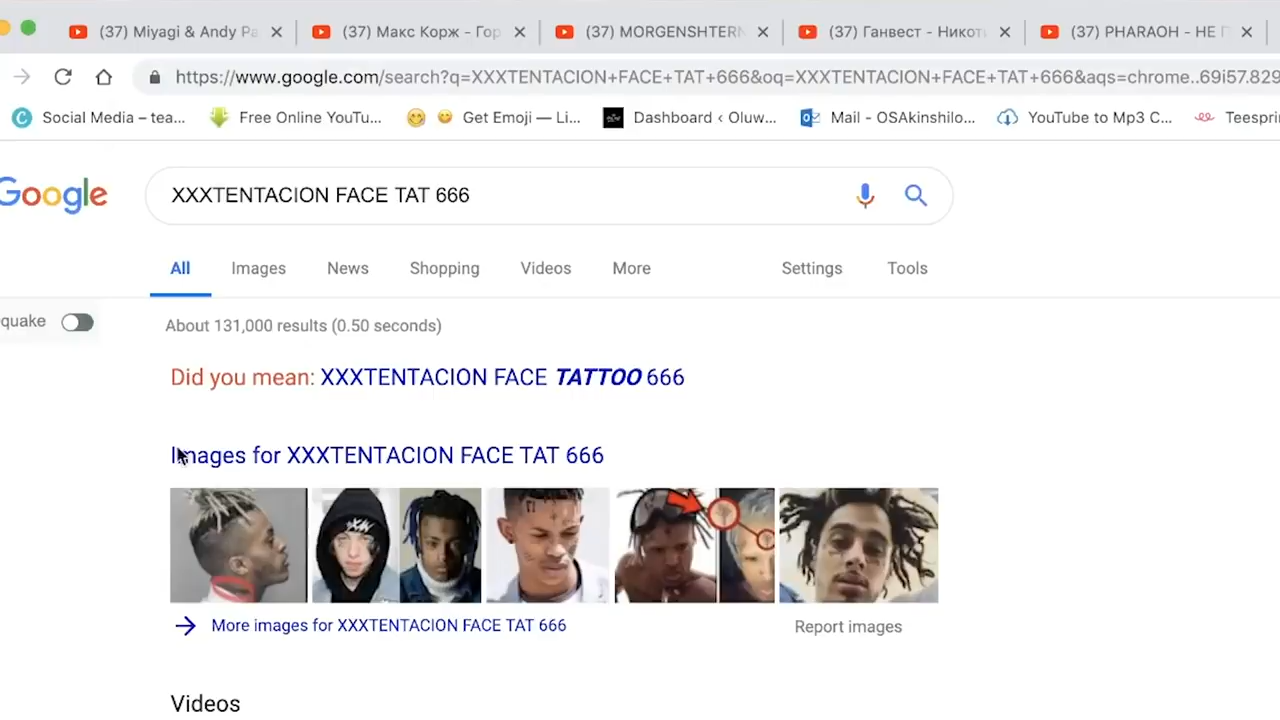 (37) Miyagi & Andy Pa
(37) Макс Корж - Гор
(37) MORGENSHTERN
(37) Ганвест - Никоти
(37) PHARAOH - НЕ П
https://www.google.com/search?q=XXXTENTACION+FACE+TAT+666&oq=XXXTENTACION+FACE+TAT+666&aqs=chrome..69i57.829
Social Media – tea...
Free Online YouTu...
Get Emoji — Li...
Dashboard ‹ Oluw...
Mail - OSAkinshilo...
YouTube to Mp3 C...
Teesprin
Google
XXXTENTACION FACE TAT 666
All Images News Shopping Videos More Settings Tools
quake
About 131,000 results (0.50 seconds)
Did you mean: XXXTENTACION FACE TATTOO 666
Images for XXXTENTACION FACE TAT 666
More images for XXXTENTACION FACE TAT 666
Report images
Videos